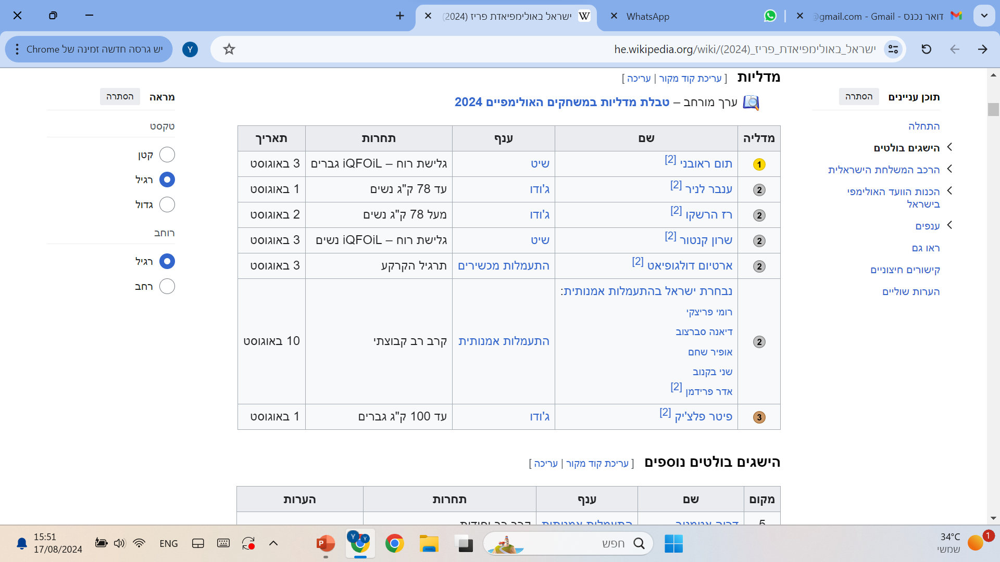 דואר נכנס - Gmail - @gmail.com
WhatsApp
ישראל באולימפיאדת פריז (2024)
he.wikipedia.org/wiki/ישראל_באולימפיאדת_פריז_(2024)
Y
יש גרסה חדשה זמינה של Chrome
תוכן עניינים
הסתרה
התחלה
הישגים בולטים
הרכב המשלחת הישראלית
הכנות הוועד האולימפי
בישראל
ענפים
ראו גם
קישורים חיצוניים
הערות שוליים
מדליות [ עריכת קוד מקור | עריכה ]
ערך מורחב – טבלת מדליות במשחקים האולימפיים 2024
מדליה שם ענף תחרות תאריך
1 תום ראובני [2] שיט גלישת רוח – iQFOiL גברים 3 באוגוסט
2 ענבר לניר [2] ג'ודו עד 78 ק"ג נשים 1 באוגוסט
2 רז הרשקו [2] ג'ודו מעל 78 ק"ג נשים 2 באוגוסט
2 שרון קנטור [2] שיט גלישת רוח – iQFOiL נשים 3 באוגוסט
2 ארטיום דולגופיאט [2] התעמלות מכשירים תרגיל הקרקע 3 באוגוסט
נבחרת ישראל בהתעמלות אמנותית:
רומי פריצקי
דיאנה סברצוב
2 אופיר שחם התעמלות אמנותית קרב רב קבוצתי 10 באוגוסט
שני בקנוב
אדר פרידמן [2]
3 פיטר פלצ'יק [2] ג'ודו עד 100 ק"ג גברים 1 באוגוסט
הישגים בולטים נוספים [ עריכת קוד מקור | עריכה ]
מקום שם ענף תחרות הערות
5 דריה אטמנוב התעמלות אמנותית קרב רב יחידות
מראה
הסתרה
טקסט
קטן
רגיל
גדול
רוחב
רגיל
רחב
34°C
שמשי
1
חפש
Y
ENG
15:51
17/08/2024